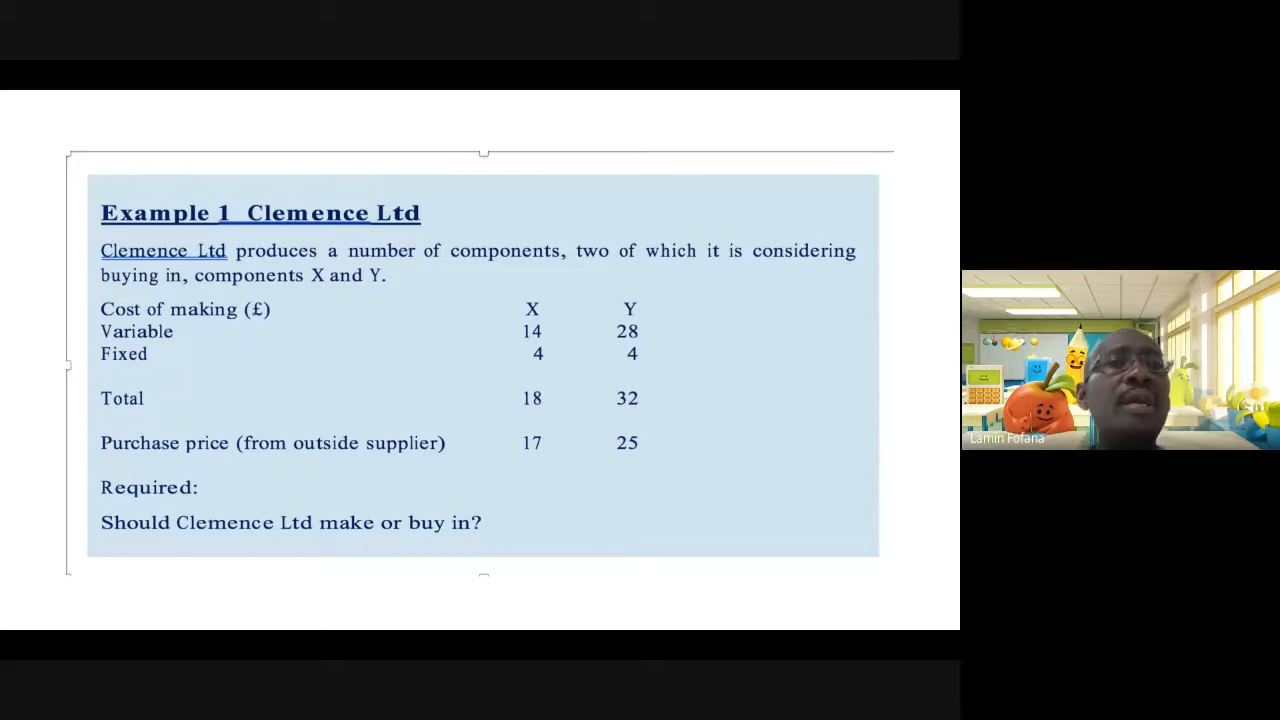 Example 1 Clemence Ltd
Clemence Ltd produces a number of components, two of which it is considering
buying in, components X and Y.
Cost of making (£) X Y
Variable 14 28
Fixed 4 4
Total 18 32
Purchase price (from outside supplier) 17 25
Required:
Should Clemence Ltd make or buy in?
Lamin Fofana